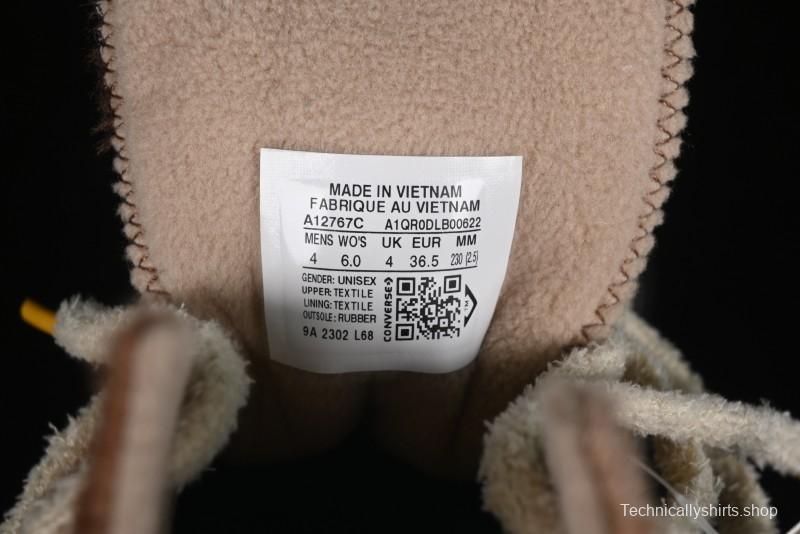 MADE IN VIETNAM
FABRIQUE AU VIETNAM
A12767C A1QR0DLB00622
MENS WO'S UK EUR MM
4 6.0 4 36.5 230 (2.5)
GENDER: UNISEX
UPPER: TEXTILE
LINING: TEXTILE
OUTSOLE: RUBBER
9A 2302 L68
CONVERSE
Technicallyshirts.shop